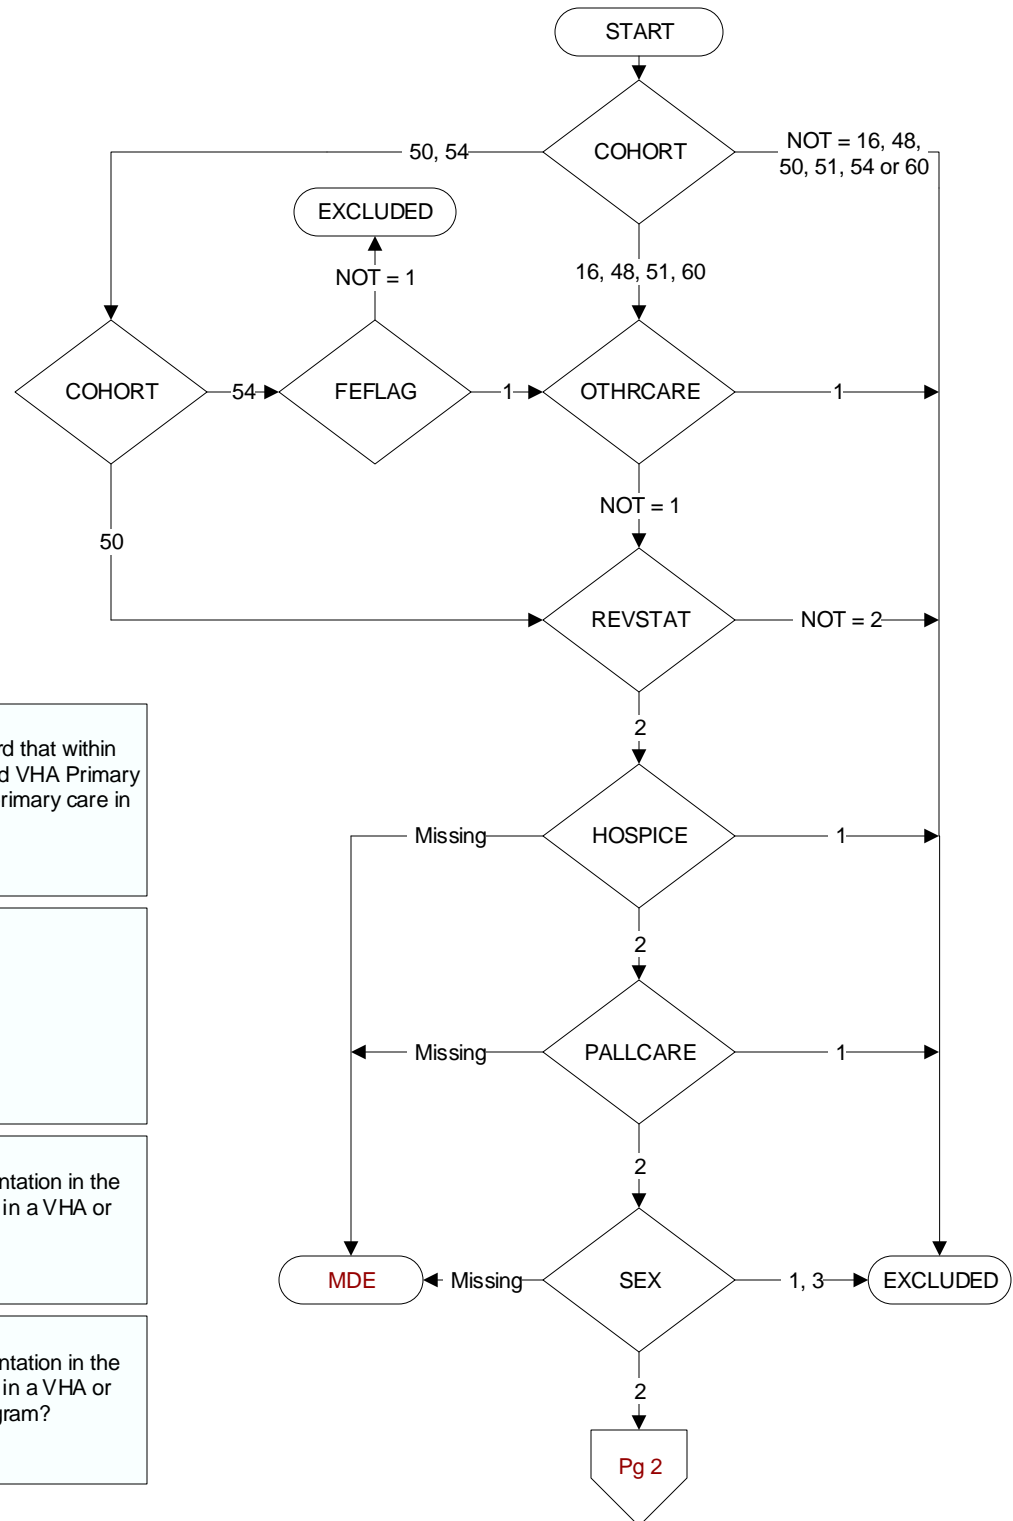 START
COHORT
50, 54
NOT = 16, 48,
50, 51, 54 or 60
EXCLUDED
NOT = 1
16, 48, 51, 60
COHORT
54
FEFLAG
1
OTHRCARE
1
NOT = 1
50
REVSTAT
NOT = 2
2
that within
VHA Primary
rimary care in
Missing
HOSPICE
1
2
Missing
PALLCARE
1
2
ntation in the
in a VHA or
MDE
Missing
SEX
1, 3
EXCLUDED
ntation in the
in a VHA or
gram?
2
Pg 2